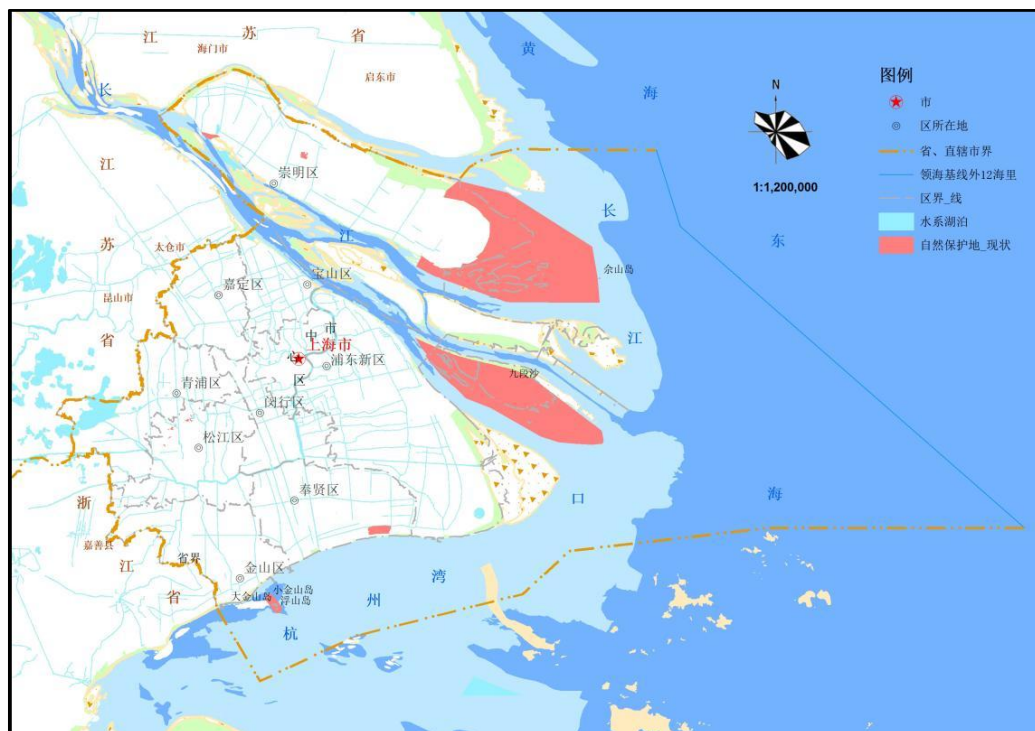 江 苏 省
海门市
启东市
黄
海
长
江
苏
省
太仓市
昆山市
崇明区
江
宝山区
嘉定区
市
中
心
区
上海市
浦东新区
青浦区
闵行区
松江区
奉贤区
金山区
浙
江
省
嘉善县
省界
小金山岛
大金山岛
浮山岛
九段沙
佘山岛
长
江
口
东
海
湾
州
杭
N
1:1,200,000
图例
市
区所在地
省、直辖市界
领海基线外12海里
区界_线
水系湖泊
自然保护地_现状